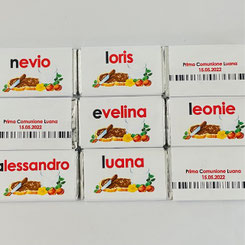 nevio
loris
Prima Comunione Luana
15.05.2022
evelina
leonie
Prima Comunione Luana
15.05.2022
alessandro
luana
Prima Comunione Luana
15.05.2022